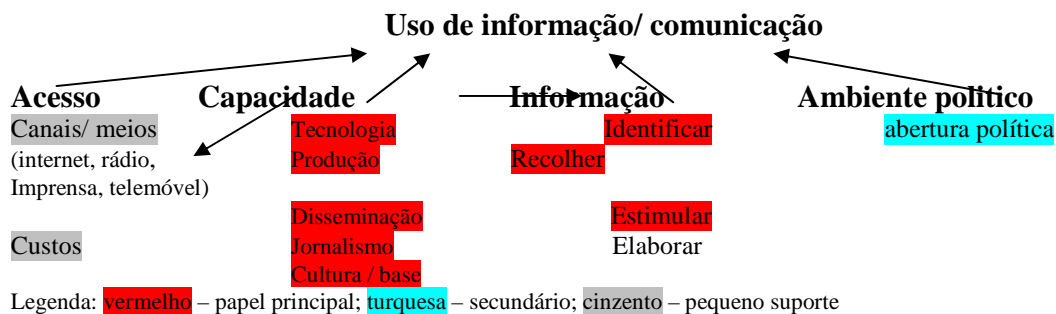 Uso de informação/ comunicação
Acesso Capacidade Informação Ambiente político
Canais/ meios Tecnologia Identificar abertura política
(internet, rádio, Produção Recolher
Imprensa, telemóvel)
Disseminação Estimular
Custos Jornalismo Elaborar
Cultura / base
Legenda: vermelho – papel principal; turquesa – secundário; cinzento – pequeno suporte